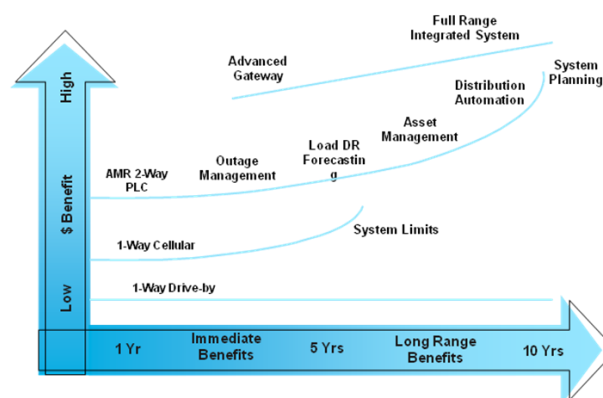 Full Range
Integrated System
Advanced
Gateway
System
Planning
Distribution
Automation
Asset
Management
Load DR
Forecastin
g
Outage
Management
AMR 2-Way
PLC
1-Way Cellular
System Limits
1-Way Drive-by
High
$ Benefit
Low
1 Yr
Immediate
Benefits
5 Yrs
Long Range
Benefits
10 Yrs